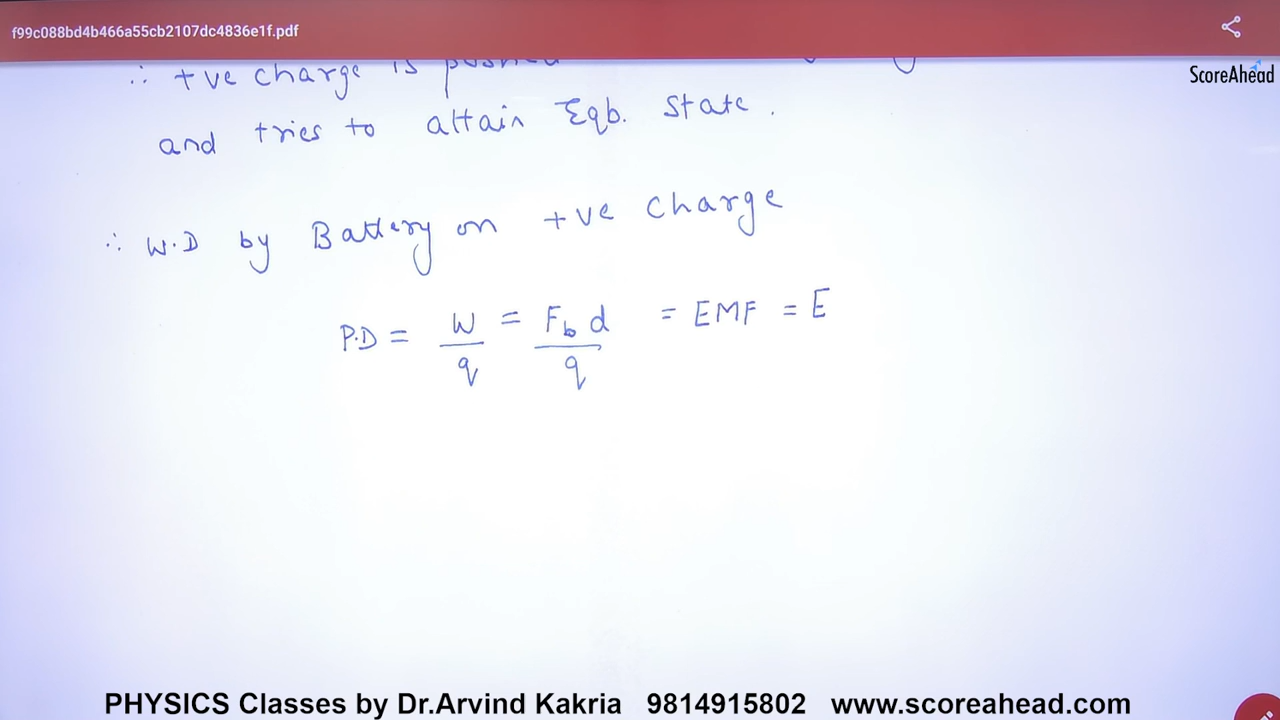 f99c088bd4b466a55cb2107dc4836e1f.pdf
ScoreAhead
∴ +ve charge is pushed
and tries to attain Eqb. state.
∴ W.D by Battery on +ve charge
P.D = W/q = F_b d/q = EMF = E
PHYSICS Classes by Dr.Arvind Kakria 9814915802 www.scoreahead.com